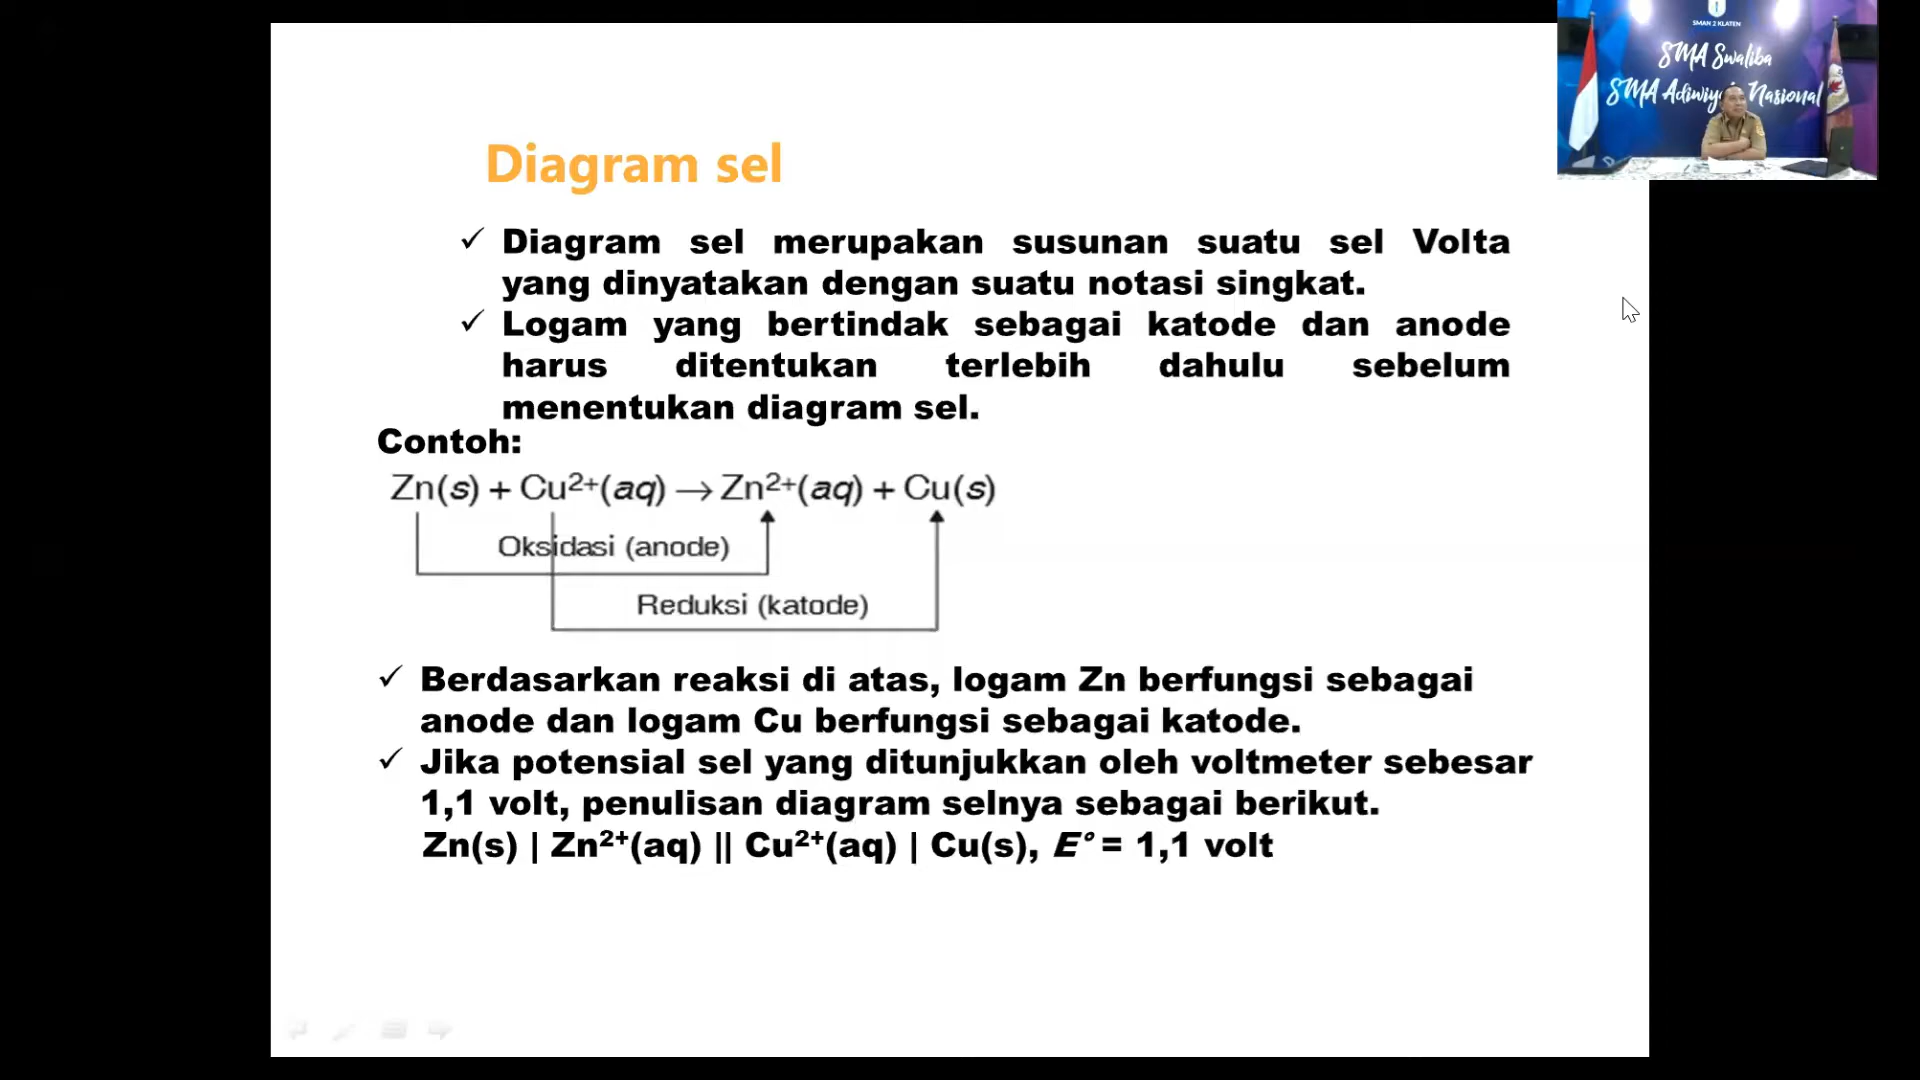 SMAN 2 KLATEN
SMA Swaliba
SMA Adiwiy Nasional
Diagram sel
✓ Diagram sel merupakan susunan suatu sel Volta
yang dinyatakan dengan suatu notasi singkat.
✓ Logam yang bertindak sebagai katode dan anode
harus ditentukan terlebih dahulu sebelum
menentukan diagram sel.
Contoh:
Zn(s) + Cu²⁺(aq) → Zn²⁺(aq) + Cu(s)
Oksidasi (anode)
Reduksi (katode)
✓ Berdasarkan reaksi di atas, logam Zn berfungsi sebagai
anode dan logam Cu berfungsi sebagai katode.
✓ Jika potensial sel yang ditunjukkan oleh voltmeter sebesar
1,1 volt, penulisan diagram selnya sebagai berikut.
Zn(s) | Zn²⁺(aq) || Cu²⁺(aq) | Cu(s), E° = 1,1 volt